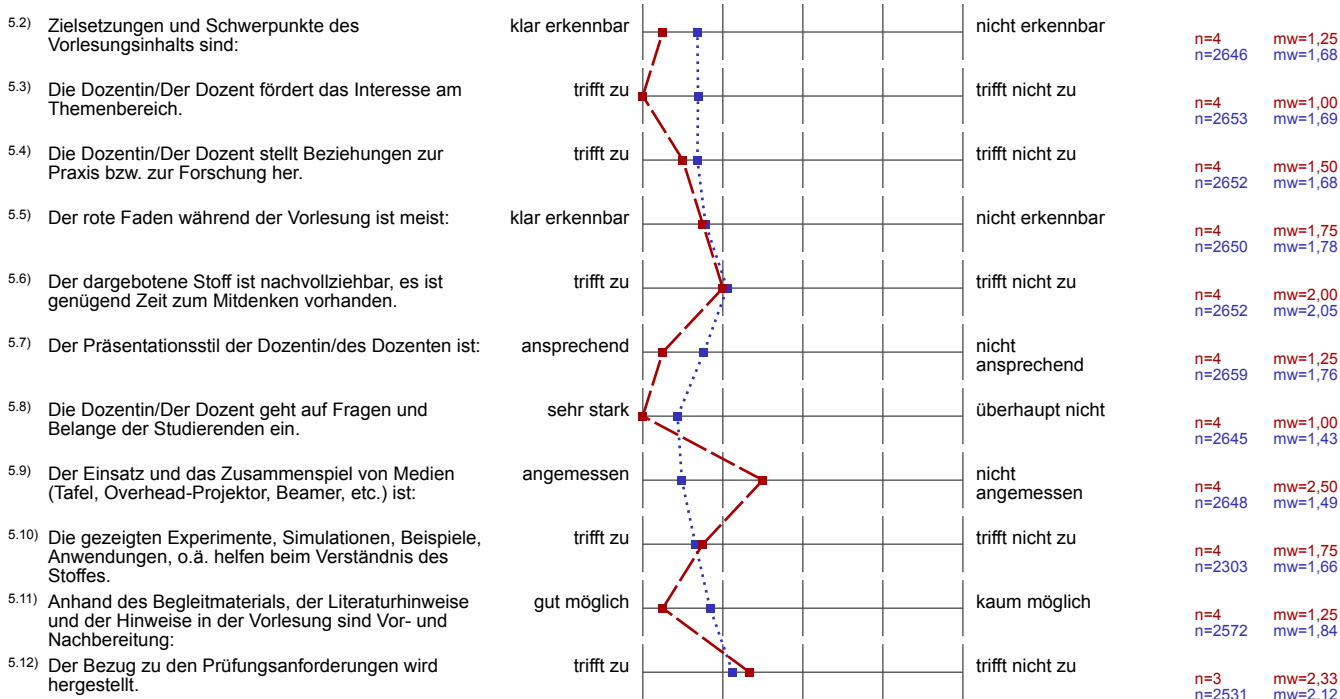 5.2) Zielsetzungen und Schwerpunkte des
Vorlesungsinhalts sind:
klar erkennbar
nicht erkennbar
n=4 mw=1,25
n=2646 mw=1,68
5.3) Die Dozentin/Der Dozent fördert das Interesse am
Themenbereich.
trifft zu
trifft nicht zu
n=4 mw=1,00
n=2653 mw=1,69
5.4) Die Dozentin/Der Dozent stellt Beziehungen zur
Praxis bzw. zur Forschung her.
trifft zu
trifft nicht zu
n=4 mw=1,50
n=2652 mw=1,68
5.5) Der rote Faden während der Vorlesung ist meist:
klar erkennbar
nicht erkennbar
n=4 mw=1,75
n=2650 mw=1,78
5.6) Der dargebotene Stoff ist nachvollziehbar, es ist
genügend Zeit zum Mitdenken vorhanden.
trifft zu
trifft nicht zu
n=4 mw=2,00
n=2652 mw=2,05
5.7) Der Präsentationsstil der Dozentin/des Dozenten ist:
ansprechend
nicht
ansprechend
n=4 mw=1,25
n=2659 mw=1,76
5.8) Die Dozentin/Der Dozent geht auf Fragen und
Belange der Studierenden ein.
sehr stark
überhaupt nicht
n=4 mw=1,00
n=2645 mw=1,43
5.9) Der Einsatz und das Zusammenspiel von Medien
(Tafel, Overhead-Projektor, Beamer, etc.) ist:
angemessen
nicht
angemessen
n=4 mw=2,50
n=2648 mw=1,49
5.10) Die gezeigten Experimente, Simulationen, Beispiele,
Anwendungen, o.ä. helfen beim Verständnis des
Stoffes.
trifft zu
trifft nicht zu
n=4 mw=1,75
n=2303 mw=1,66
5.11) Anhand des Begleitmaterials, der Literaturhinweise
und der Hinweise in der Vorlesung sind Vor- und
Nachbereitung:
gut möglich
kaum möglich
n=4 mw=1,25
n=2572 mw=1,84
5.12) Der Bezug zu den Prüfungsanforderungen wird
hergestellt.
trifft zu
trifft nicht zu
n=3 mw=2,33
n=2531 mw=2,12